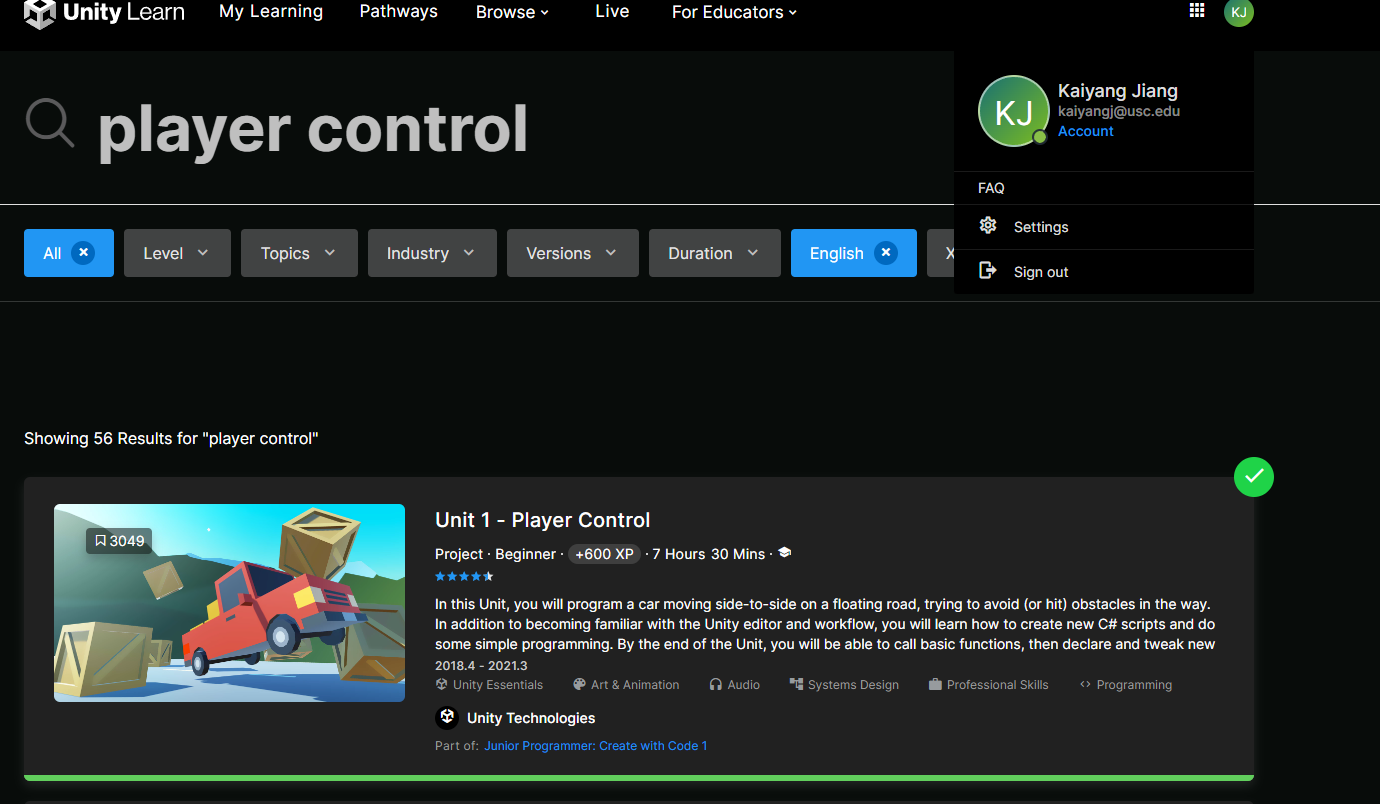 Unity Learn My Learning Pathways Browse Live For Educators KJ
player control
KJ
Kaiyang Jiang
kaiyangj@usc.edu
Account
FAQ
Settings
Sign out
All Level Topics Industry Versions Duration English X
Showing 56 Results for "player control"
3049
Unit 1 - Player Control
Project · Beginner · +600 XP · 7 Hours 30 Mins ·
In this Unit, you will program a car moving side-to-side on a floating road, trying to avoid (or hit) obstacles in the way.
In addition to becoming familiar with the Unity editor and workflow, you will learn how to create new C# scripts and do
some simple programming. By the end of the Unit, you will be able to call basic functions, then declare and tweak new
2018.4 - 2021.3
Unity Essentials Art & Animation Audio Systems Design Professional Skills Programming
Unity Technologies
Part of: Junior Programmer: Create with Code 1